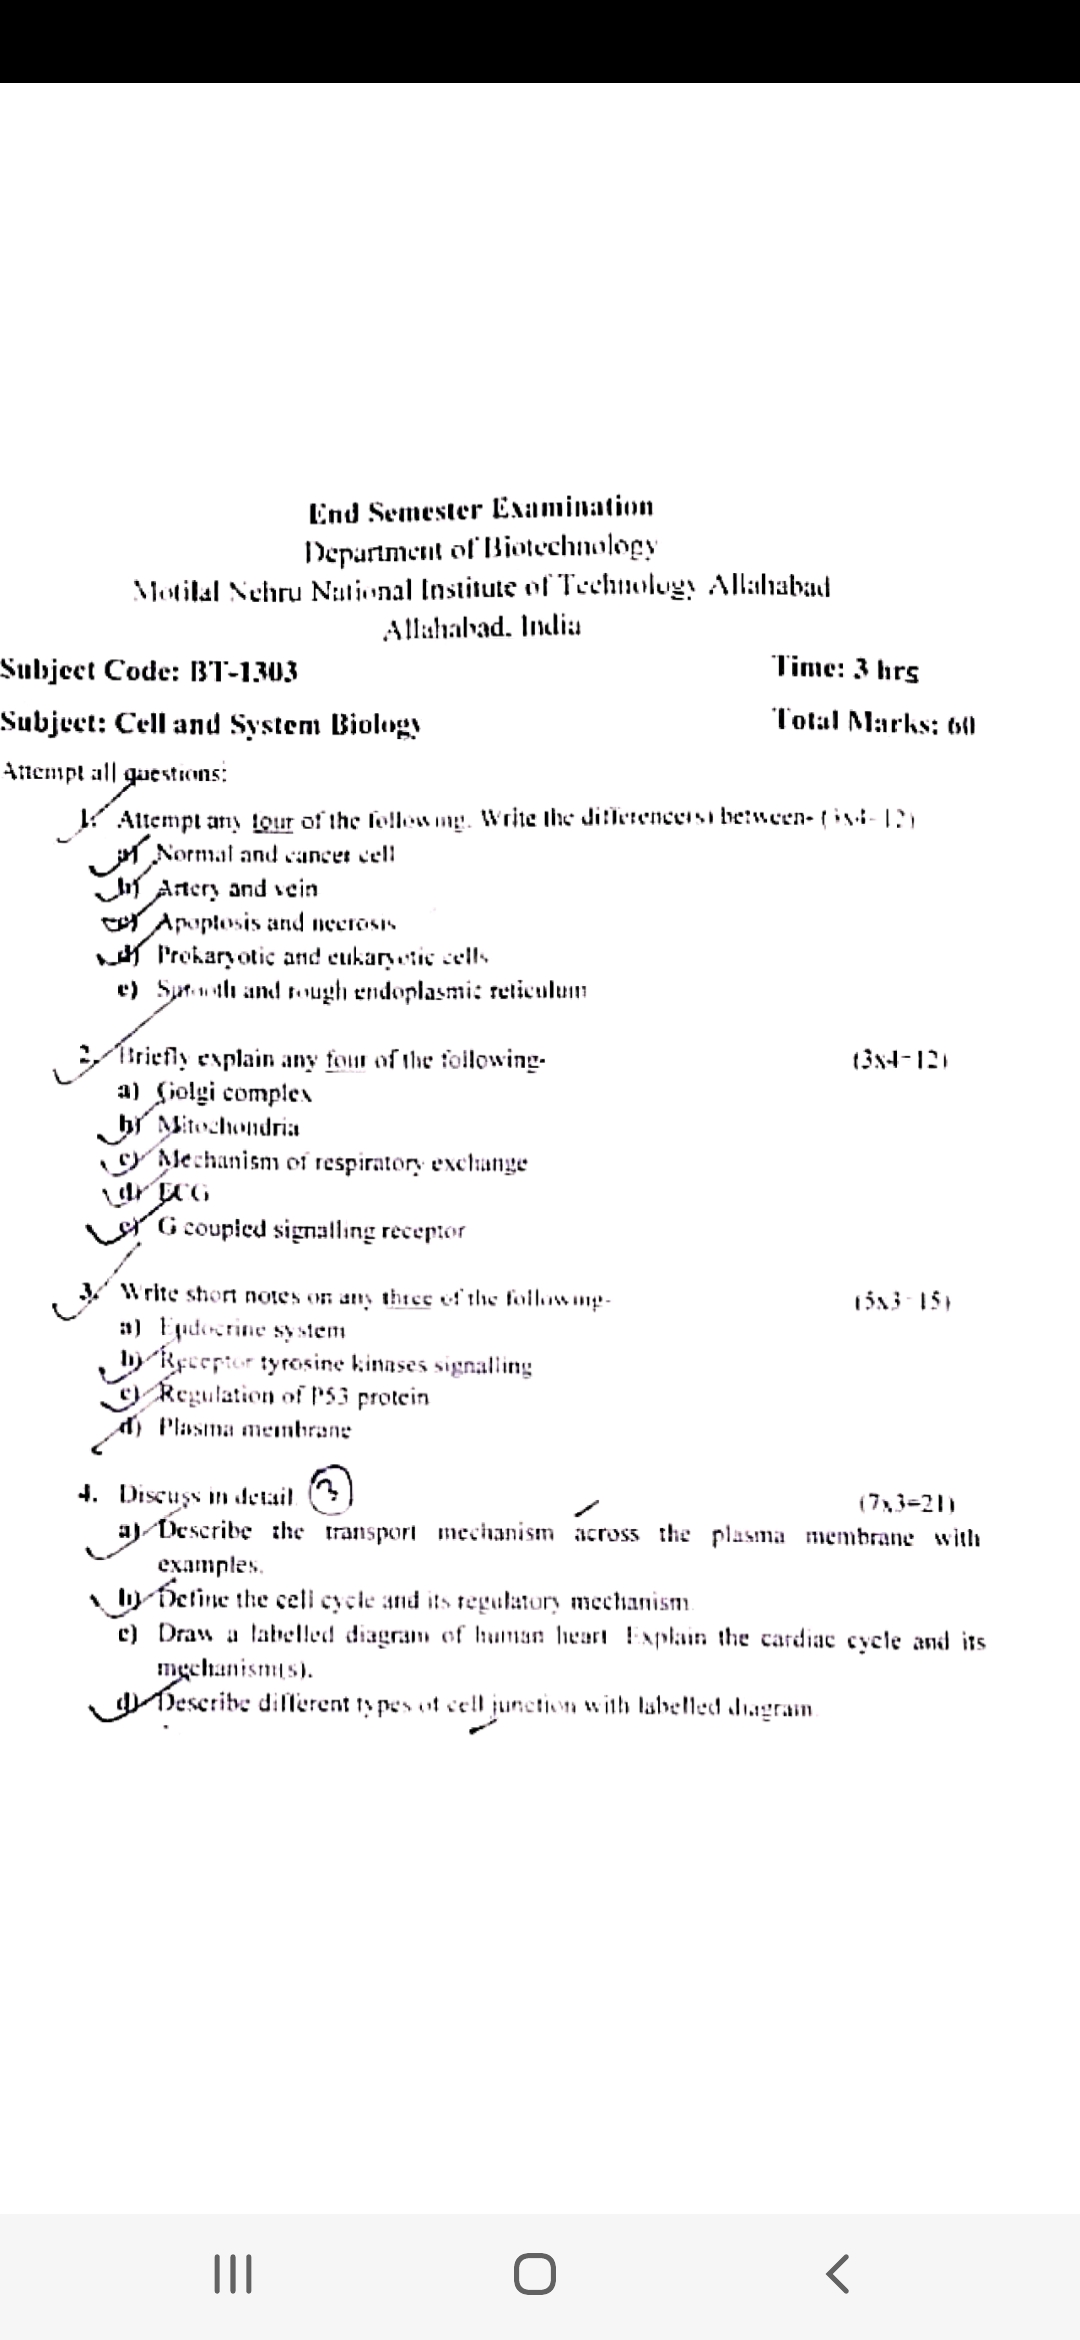 End Semester Examination
Department of Biotechnology
Motilal Nehru National Institute of Technology Allahabad
Allahabad, India
Subject Code: BT-1303 Time: 3 hrs
Subject: Cell and System Biology Total Marks: 60
Attempt all questions:
1. Attempt any four of the following. Write the difference(s) between- (3x4-12)
a) Normal and cancer cell
b) Artery and vein
c) Apoptosis and necrosis
d) Prokaryotic and eukaryotic cells
e) Smooth and rough endoplasmic reticulum
2. Briefly explain any four of the following- (3x4=12)
a) Golgi complex
b) Mitochondria
c) Mechanism of respiratory exchange
d) ECG
e) G coupled signalling receptor
3. Write short notes on any three of the following- (5x3=15)
a) Endocrine system
b) Receptor tyrosine kinases signalling
c) Regulation of P53 protein
d) Plasma membrane
4. Discuss in detail 3 (7x3=21)
a) Describe the transport mechanism across the plasma membrane with
examples.
b) Define the cell cycle and its regulatory mechanism
c) Draw a labelled diagram of human heart Explain the cardiac cycle and its
mechanism(s).
d) Describe different types of cell junction with labelled diagram